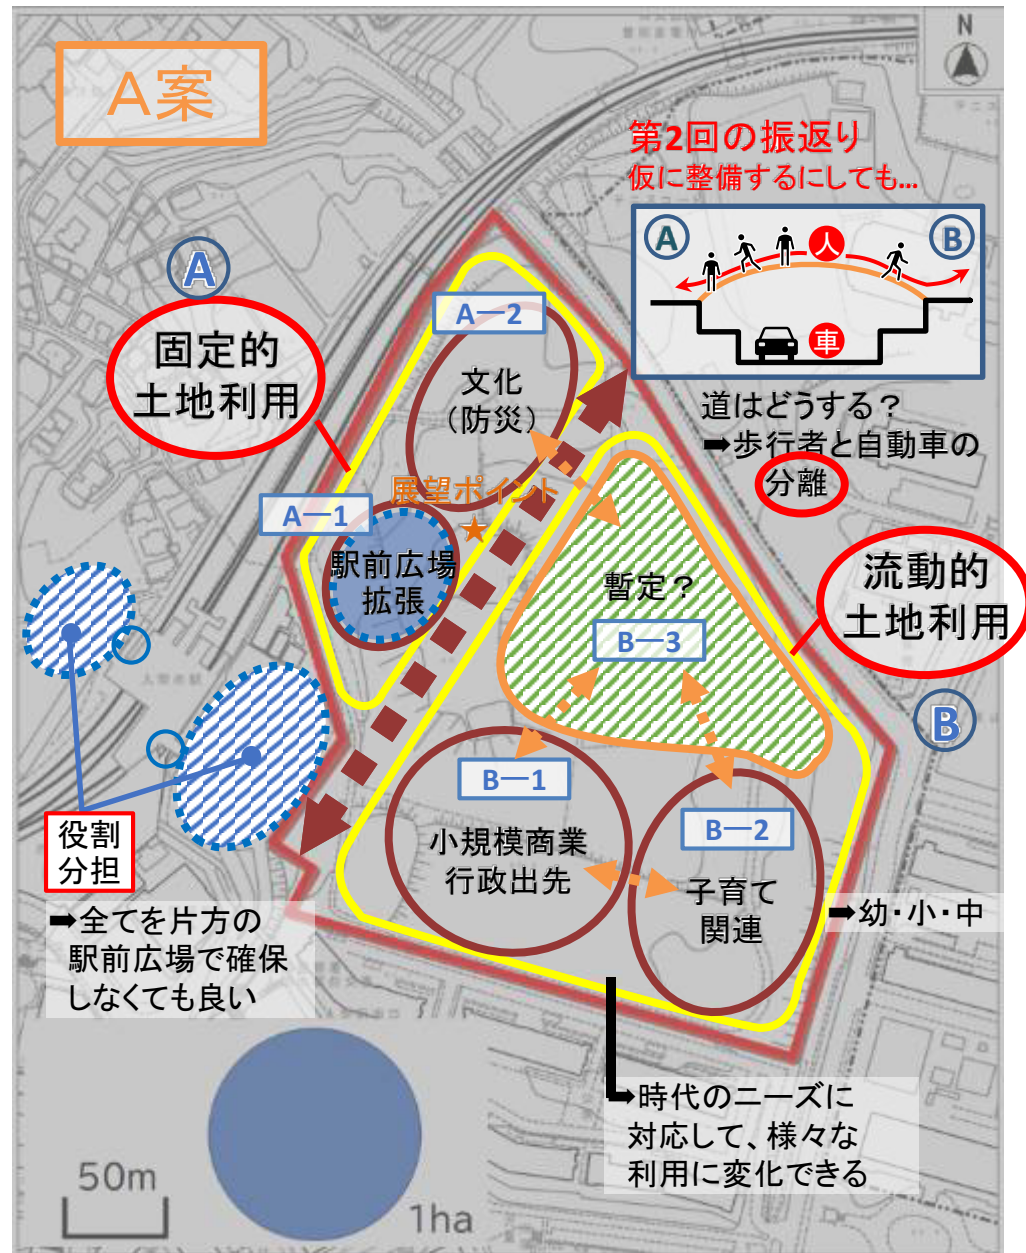 A案
N
第2回の振返り
仮に整備するにしても…
A
B
人
車
道はどうする？
➡歩行者と自動車の
分離
A
固定的
土地利用
A―2
文化
（防災）
展望ポイント
★
A―1
駅前広場
拡張
暫定？
B―3
流動的
土地利用
B
B―1
小規模商業
行政出先
B―2
子育て
関連
➡幼・小・中
役割
分担
➡全てを片方の
駅前広場で確保
しなくても良い
➡時代のニーズに
対応して、様々な
利用に変化できる
50m
1ha